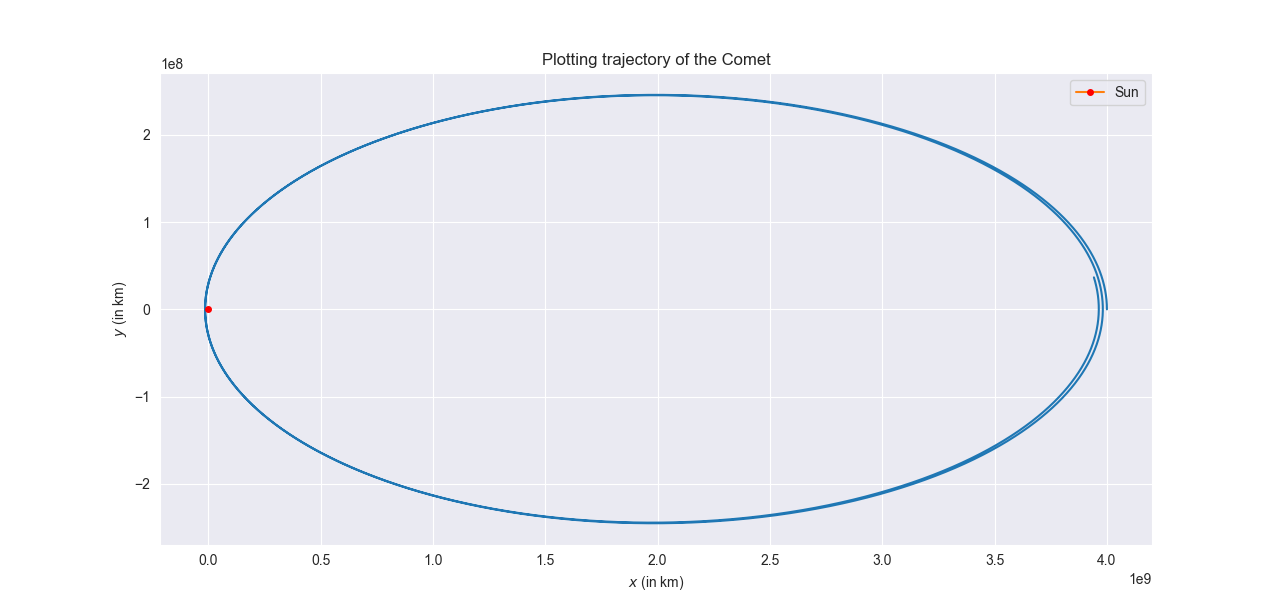 Plotting trajectory of the Comet
1e8
Sun
2
1
0
−1
−2
y (in km)
0.0 0.5 1.0 1.5 2.0 2.5 3.0 3.5 4.0
x (in km)
1e9